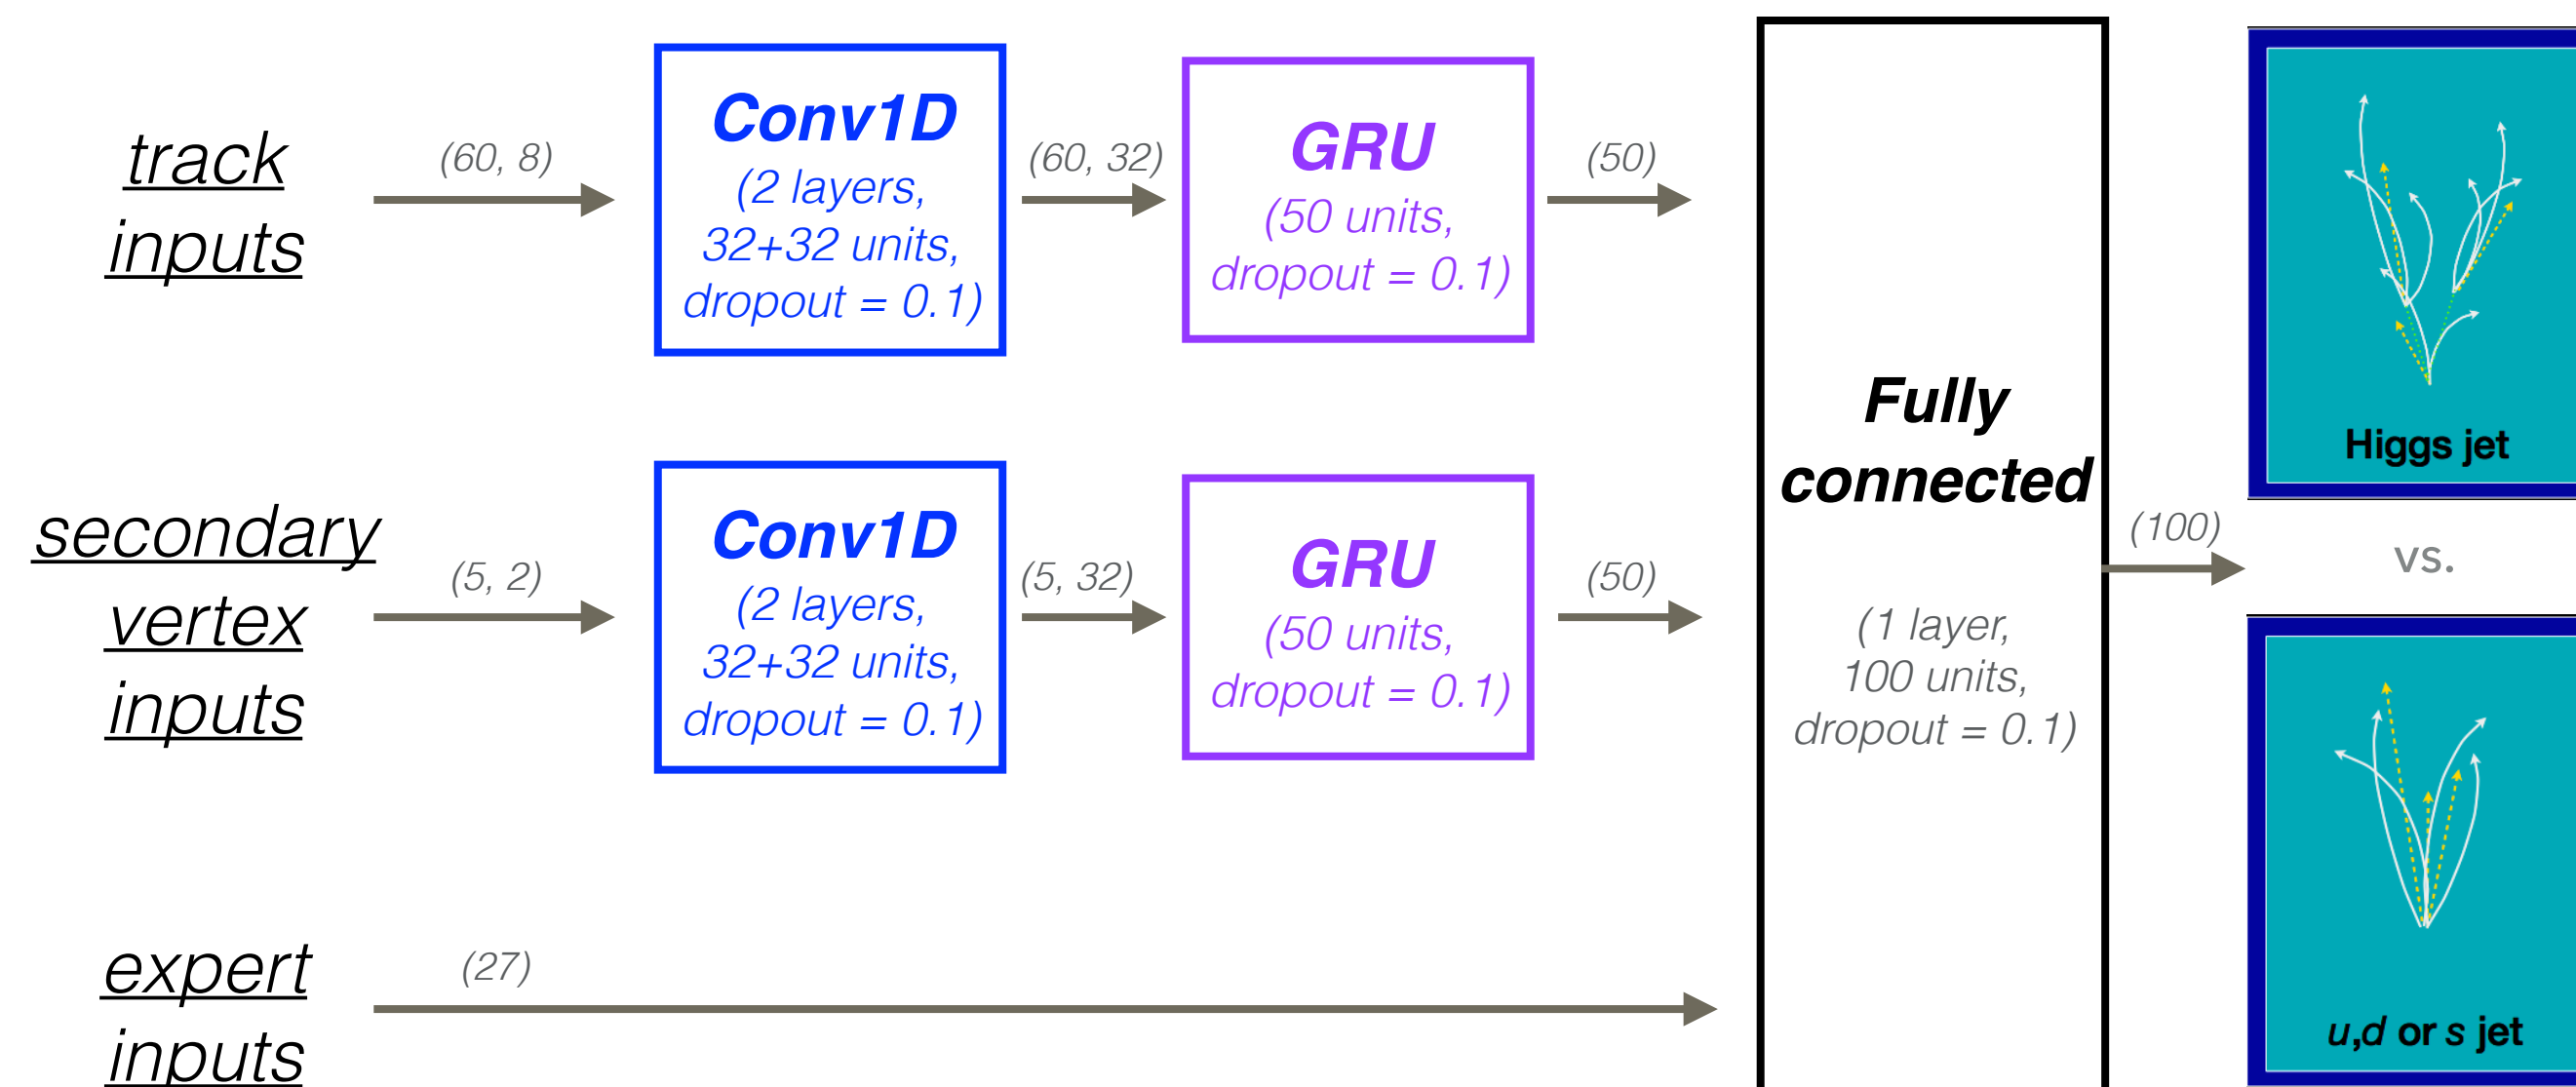 track
inputs
(60, 8)
Conv1D
(2 layers,
32+32 units,
dropout = 0.1)
(60, 32)
GRU
(50 units,
dropout = 0.1)
(50)
secondary
vertex
inputs
(5, 2)
Conv1D
(2 layers,
32+32 units,
dropout = 0.1)
(5, 32)
GRU
(50 units,
dropout = 0.1)
(50)
expert
inputs
(27)
Fully
connected
(1 layer,
100 units,
dropout = 0.1)
(100)
Higgs jet
vs.
u,d or s jet